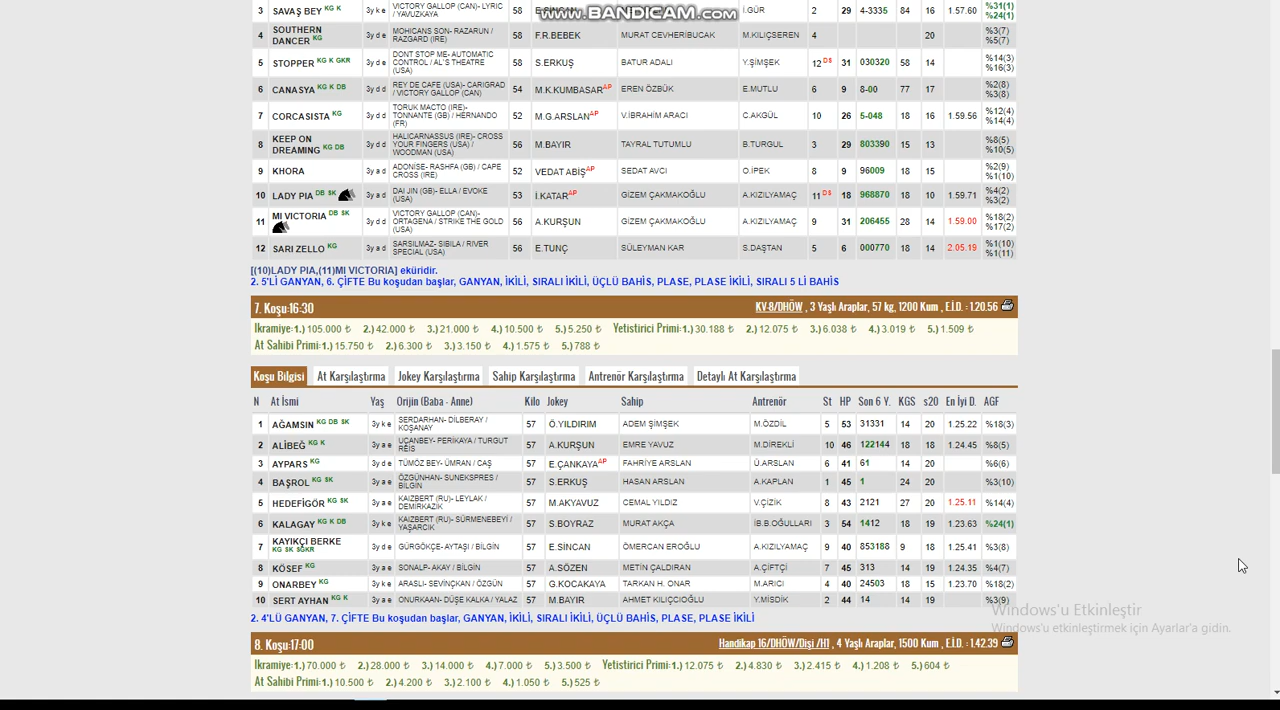 www.BANDICAM.com
3 SAVAŞ BEY KG K 3y k e VICTORY GALLOP (CAN)- LYRIC / YAVUZKAYA 58 E.SİNCAN İ.GÜR 2 29 4-3335 84 16 1.57.60 %31(1) %24(1)
4 SOUTHERN DANCER KG 3y d e MOHICANS SON- RAZARUN / RAZGARD (IRE) 58 F.R.BEBEK MURAT CEVHERİBUCAK M.KILIÇSEREN 4 20 %3(7) %5(7)
5 STOPPER KG K GKR 3y d e DONT STOP ME- AUTOMATIC CONTROL / AL'S THEATRE (USA) 58 S.ERKUŞ BATUR ADALI Y.ŞİMŞEK 12 DS 31 030320 58 14 %14(3) %16(3)
6 CANASYA KG K DB 3y d d REY DE CAFE (USA)- CARIGRAD / VICTORY GALLOP (CAN) 54 M.K.KUMBASAR AP EREN ÖZBÜK E.MUTLU 6 9 8-00 77 17 %2(8) %3(8)
7 CORTASISTA KG 3y d d TORUK MACTO (IRE)- TONNANTE (GB) / HERNANDO (FR) 52 M.G.ARSLAN AP V.İBRAHİM ARACI C.AKGÜL 10 26 5-048 18 16 1.59.56 %12(4) %14(4)
8 KEEP ON DREAMING KG DB 3y d d HALICARNASSUS (IRE)- CROSS YOUR FINGERS (USA) / WOODMAN (USA) 56 M.BAYIR TAYRAL TUTUMLU B.TURGUL 3 29 803390 15 13 %8(5) %10(5)
9 KHORA 3y a d ADONİSE- RASHFA (GB) / CAPE CROSS (IRE) 52 VEDAT ABİŞ AP SEDAT AVCI O.İPEK 8 9 96009 18 15 %2(9) %1(10)
10 LADY PIA DB SK 3y a d DAI JIN (GB)- ELLA / EVOKE (USA) 53 İ.KATAR AP GİZEM ÇAKMAKOĞLU A.KIZILYAMAÇ 11 DS 18 968870 18 10 1.59.71 %4(2) %3(2)
11 MI VICTORIA DB SK 3y d d VICTORY GALLOP (CAN)- ORTAGENA / STRIKE THE GOLD (USA) 56 A.KURŞUN GİZEM ÇAKMAKOĞLU A.KIZILYAMAÇ 9 31 206455 28 14 1.59.00 %18(2) %17(2)
12 SARI ZELLO KG 3y a d SARSILMAZ- SIBILA / RIVER SPECIAL (USA) 56 E.TUNÇ SÜLEYMAN KAR S.DAŞTAN 5 6 000770 18 14 2.05.19 %1(10) %1(11)
[(10)LADY PIA,(11)MI VICTORIA] eküridir.
2. 5'Lİ GANYAN, 6. ÇİFTE Bu koşudan başlar, GANYAN, İKİLİ, SIRALI İKİLİ, ÜÇLÜ BAHİS, PLASE, PLASE İKİLİ, SIRALI 5 Lİ BAHİS
7. Koşu:16:30 KV-8/DHÖW , 3 Yaşlı Araplar, 57 kg, 1200 Kum , E.İ.D. : 1.20.56
İkramiye:1.) 105.000 ₺ 2.) 42.000 ₺ 3.) 21.000 ₺ 4.) 10.500 ₺ 5.) 5.250 ₺ Yetistirici Primi:1.) 30.188 ₺ 2.) 12.075 ₺ 3.) 6.038 ₺ 4.) 3.019 ₺ 5.) 1.509 ₺
At Sahibi Primi:1.) 15.750 ₺ 2.) 6.300 ₺ 3.) 3.150 ₺ 4.) 1.575 ₺ 5.) 788 ₺
Koşu Bilgisi At Karşılaştırma Jokey Karşılaştırma Sahip Karşılaştırma Antrenör Karşılaştırma Detaylı At Karşılaştırma
N At İsmi Yaş Orijin (Baba - Anne) Kilo Jokey Sahip Antrenör St HP Son 6 Y. KGS s20 En İyi D. AGF
1 AĞAMSIN KG DB SK 3y k e SERDARHAN- DİLBERAY / KOŞANAY 57 Ö.YILDIRIM ADEM ŞİMŞEK M.ÖZDİL 5 53 31331 14 20 1.25.22 %18(3)
2 ALİBEĞ KG K 3y a e UÇANBEY- PERİKAYA / TURGUT REİS 57 A.KURŞUN EMRE YAVUZ M.DİREKLİ 10 46 122144 18 18 1.24.45 %8(5)
3 AYPARS KG 3y d e TÜMÖZ BEY- ÜMRAN / CAŞ 57 E.ÇANKAYA AP FAHRİYE ARSLAN Ü.ARSLAN 6 41 61 14 20 %6(6)
4 BAŞROL KG SK 3y a e ÖZGÜNHAN- SUNEKSPRES / BİLGİN 57 S.ERKUŞ HASAN ARSLAN A.KAPLAN 1 45 1 24 20 %3(10)
5 HEDEFİGÖR KG SK 3y a e KAIZBERT (RU)- LEYLAK / DEMİRKAZIK 57 M.AKYAVUZ CEMAL YILDIZ V.ÇİZİK 8 43 2121 27 20 1.25.11 %14(4)
6 KALAGAY KG K DB 3y k e KAIZBERT (RU)- SÜRMENEBEYİ / YAŞARCIK 57 S.BOYRAZ MURAT AKÇA İB.B.OĞULLARI 3 54 1412 18 19 1.23.63 %24(1)
7 KAYIKÇI BERKE KG SK SGKR 3y d e GÜRGÖKÇE- AYTAŞI / BİLGİN 57 E.SİNCAN ÖMERCAN EROĞLU A.KIZILYAMAÇ 9 40 853188 9 18 1.25.41 %3(8)
8 KÖSEF KG 3y a e SONALP- AKAY / BİLGİN 57 A.SÖZEN METİN ÇALDIRAN A.ÇİFTÇİ 7 45 313 14 19 1.24.35 %4(7)
9 ONARBEY KG 3y k e ARASLI- SEVİNÇKAN / ÖZGÜN 57 G.KOCAKAYA TARKAN H. ONAR M.ARICI 4 40 24503 18 15 1.23.70 %18(2)
10 SERT AYHAN KG K 3y a e ONURKAAN- DÜŞE KALKA / YALAZ 57 M.BAYIR AHMET KILIÇCIOĞLU Y.MISDİK 2 44 14 14 19 %3(9)
2. 4'LÜ GANYAN, 7. ÇİFTE Bu koşudan başlar, GANYAN, İKİLİ, SIRALI İKİLİ, ÜÇLÜ BAHİS, PLASE, PLASE İKİLİ
Windows'u Etkinleştir
Windows'u etkinleştirmek için Ayarlar'a gidin.
8. Koşu:17:00 Handikap 16/DHÖW/Dişi /H1 , 4 Yaşlı Araplar, 1500 Kum , E.İ.D. : 1.42.39
İkramiye:1.) 70.000 ₺ 2.) 28.000 ₺ 3.) 14.000 ₺ 4.) 7.000 ₺ 5.) 3.500 ₺ Yetistirici Primi:1.) 12.075 ₺ 2.) 4.830 ₺ 3.) 2.415 ₺ 4.) 1.208 ₺ 5.) 604 ₺
At Sahibi Primi:1.) 10.500 ₺ 2.) 4.200 ₺ 3.) 2.100 ₺ 4.) 1.050 ₺ 5.) 525 ₺